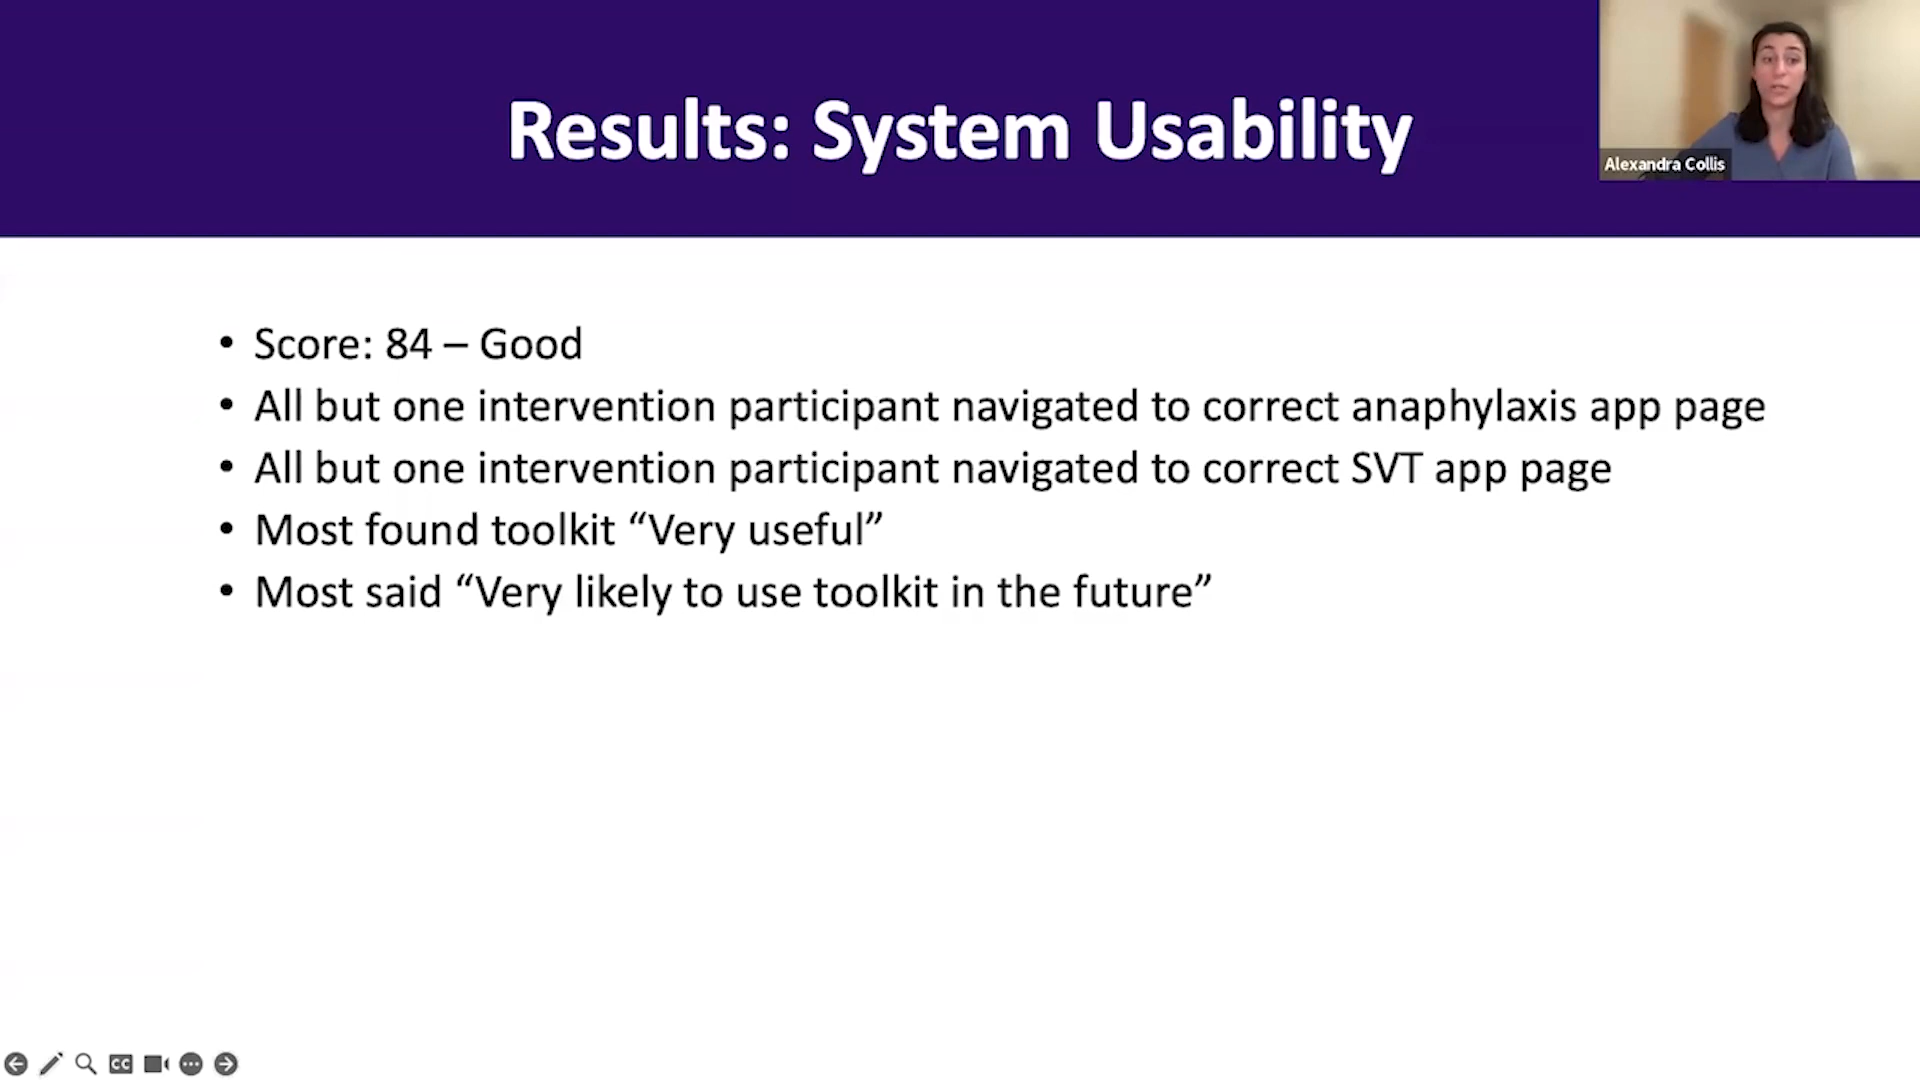 Results: System Usability
Alexandra Collis
• Score: 84 – Good
• All but one intervention participant navigated to correct anaphylaxis app page
• All but one intervention participant navigated to correct SVT app page
• Most found toolkit “Very useful”
• Most said “Very likely to use toolkit in the future”
CC